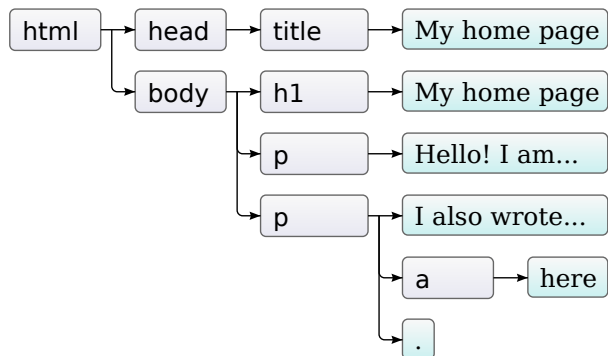 html head title My home page
body h1 My home page
p Hello! I am...
p I also wrote...
a here
.